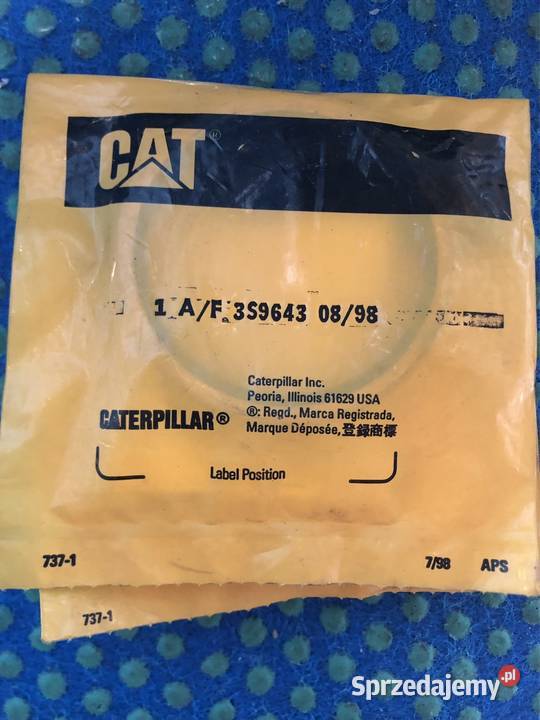 CAT®
1 A/F 3S9643 08/98
Caterpillar Inc.
Peoria, Illinois 61629 USA
®: Regd., Marca Registrada,
Marque Déposée, 登録商標
CATERPILLAR®
Label Position
737-1
7/98 APS
737-1
Sprzedajemy.pl